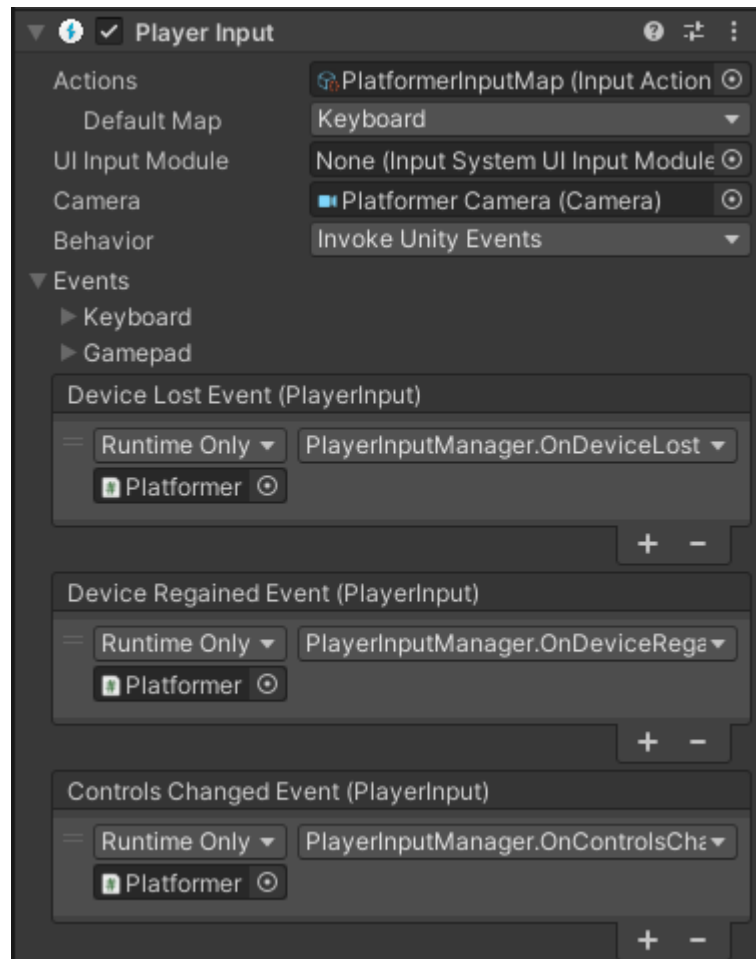 Player Input
Actions PlatformerInputMap (Input Action
Default Map Keyboard
UI Input Module None (Input System UI Input Module
Camera Platformer Camera (Camera)
Behavior Invoke Unity Events
Events
Keyboard
Gamepad
Device Lost Event (PlayerInput)
Runtime Only PlayerInputManager.OnDeviceLost
Platformer
Device Regained Event (PlayerInput)
Runtime Only PlayerInputManager.OnDeviceRega
Platformer
Controls Changed Event (PlayerInput)
Runtime Only PlayerInputManager.OnControlsCha
Platformer